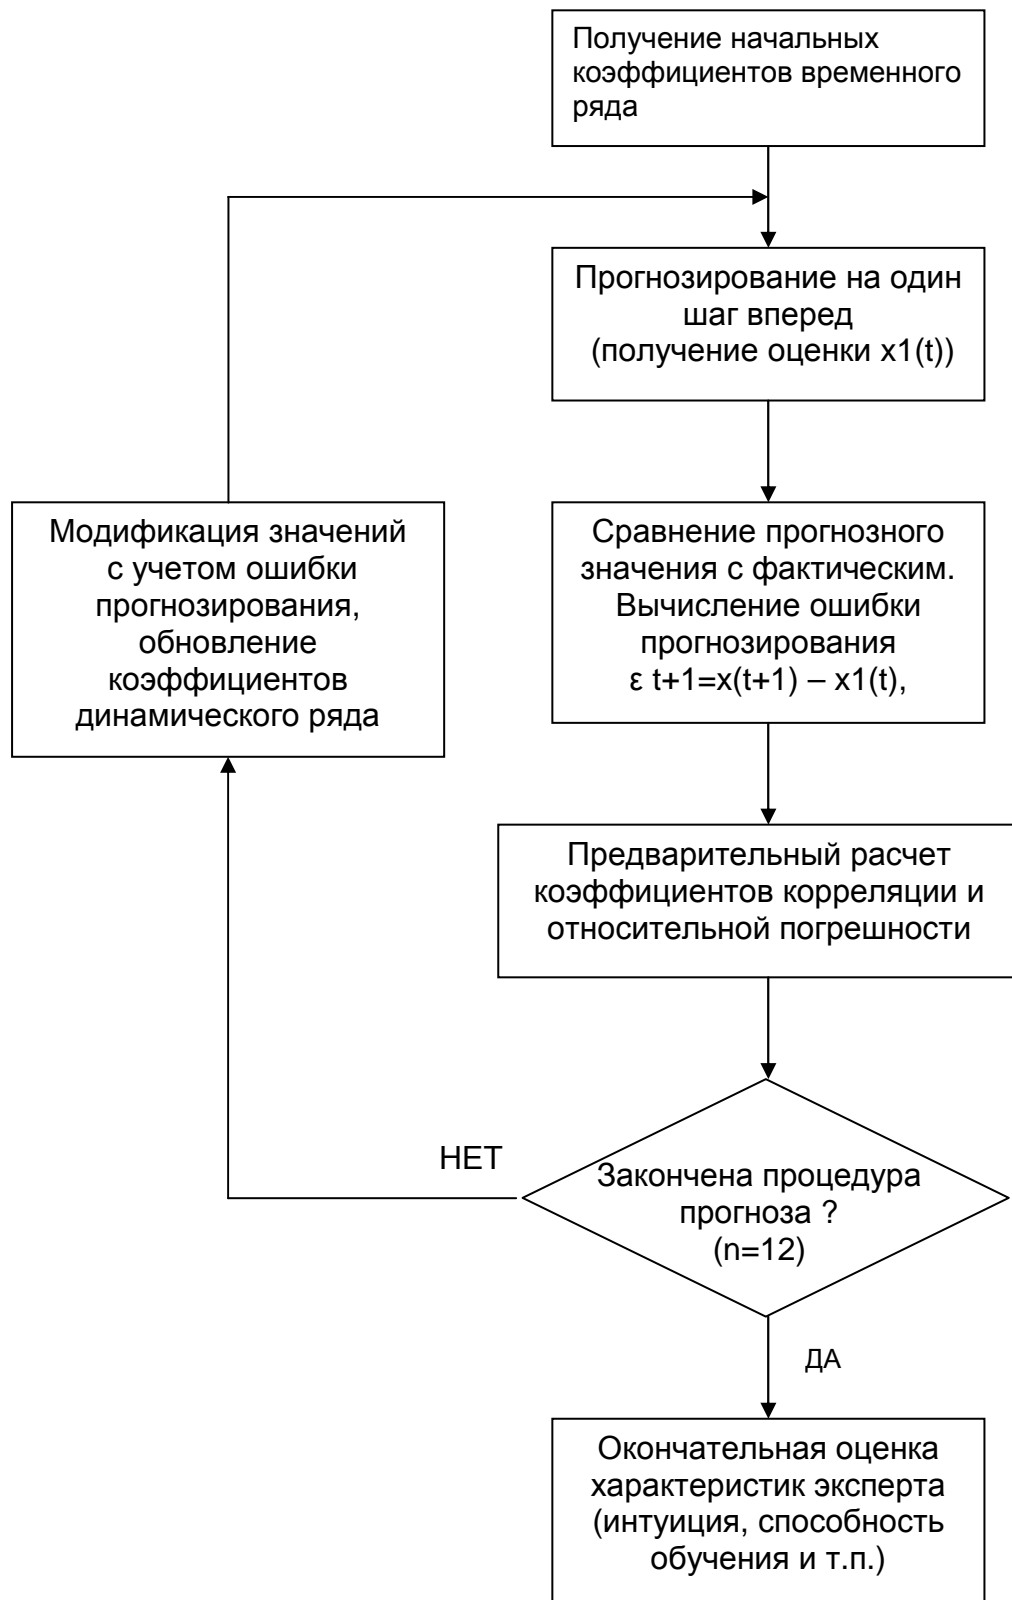 Получение начальных
коэффициентов временного
ряда
Прогнозирование на один
шаг вперед
(получение оценки x1(t))
Модификация значений
с учетом ошибки
прогнозирования,
обновление
коэффициентов
динамического ряда
Сравнение прогнозного
значения с фактическим.
Вычисление ошибки
прогнозирования
ε t+1=x(t+1) – x1(t),
Предварительный расчет
коэффициентов корреляции и
относительной погрешности
НЕТ
Закончена процедура
прогноза ?
(n=12)
ДА
Окончательная оценка
характеристик эксперта
(интуиция, способность
обучения и т.п.)